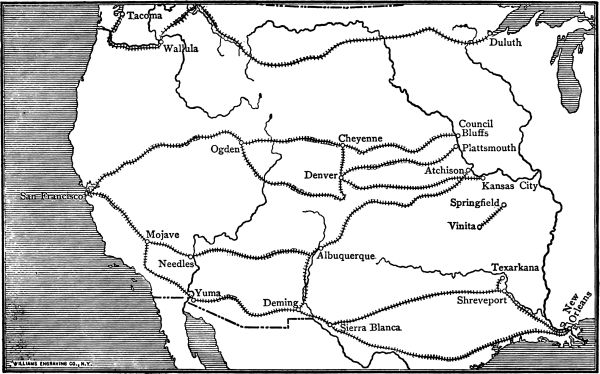 Tacoma
Wallula
Duluth
Council
Bluffs
Cheyenne
Ogden
Plattsmouth
Denver
Atchison
Kansas City
San Francisco
Springfield
Vinita
Mojave
Needles
Albuquerque
Texarkana
Yuma
Deming
Shreveport
New
Orleans
Sierra Blanca
WILLIAMS ENGRAVING CO., N.Y.